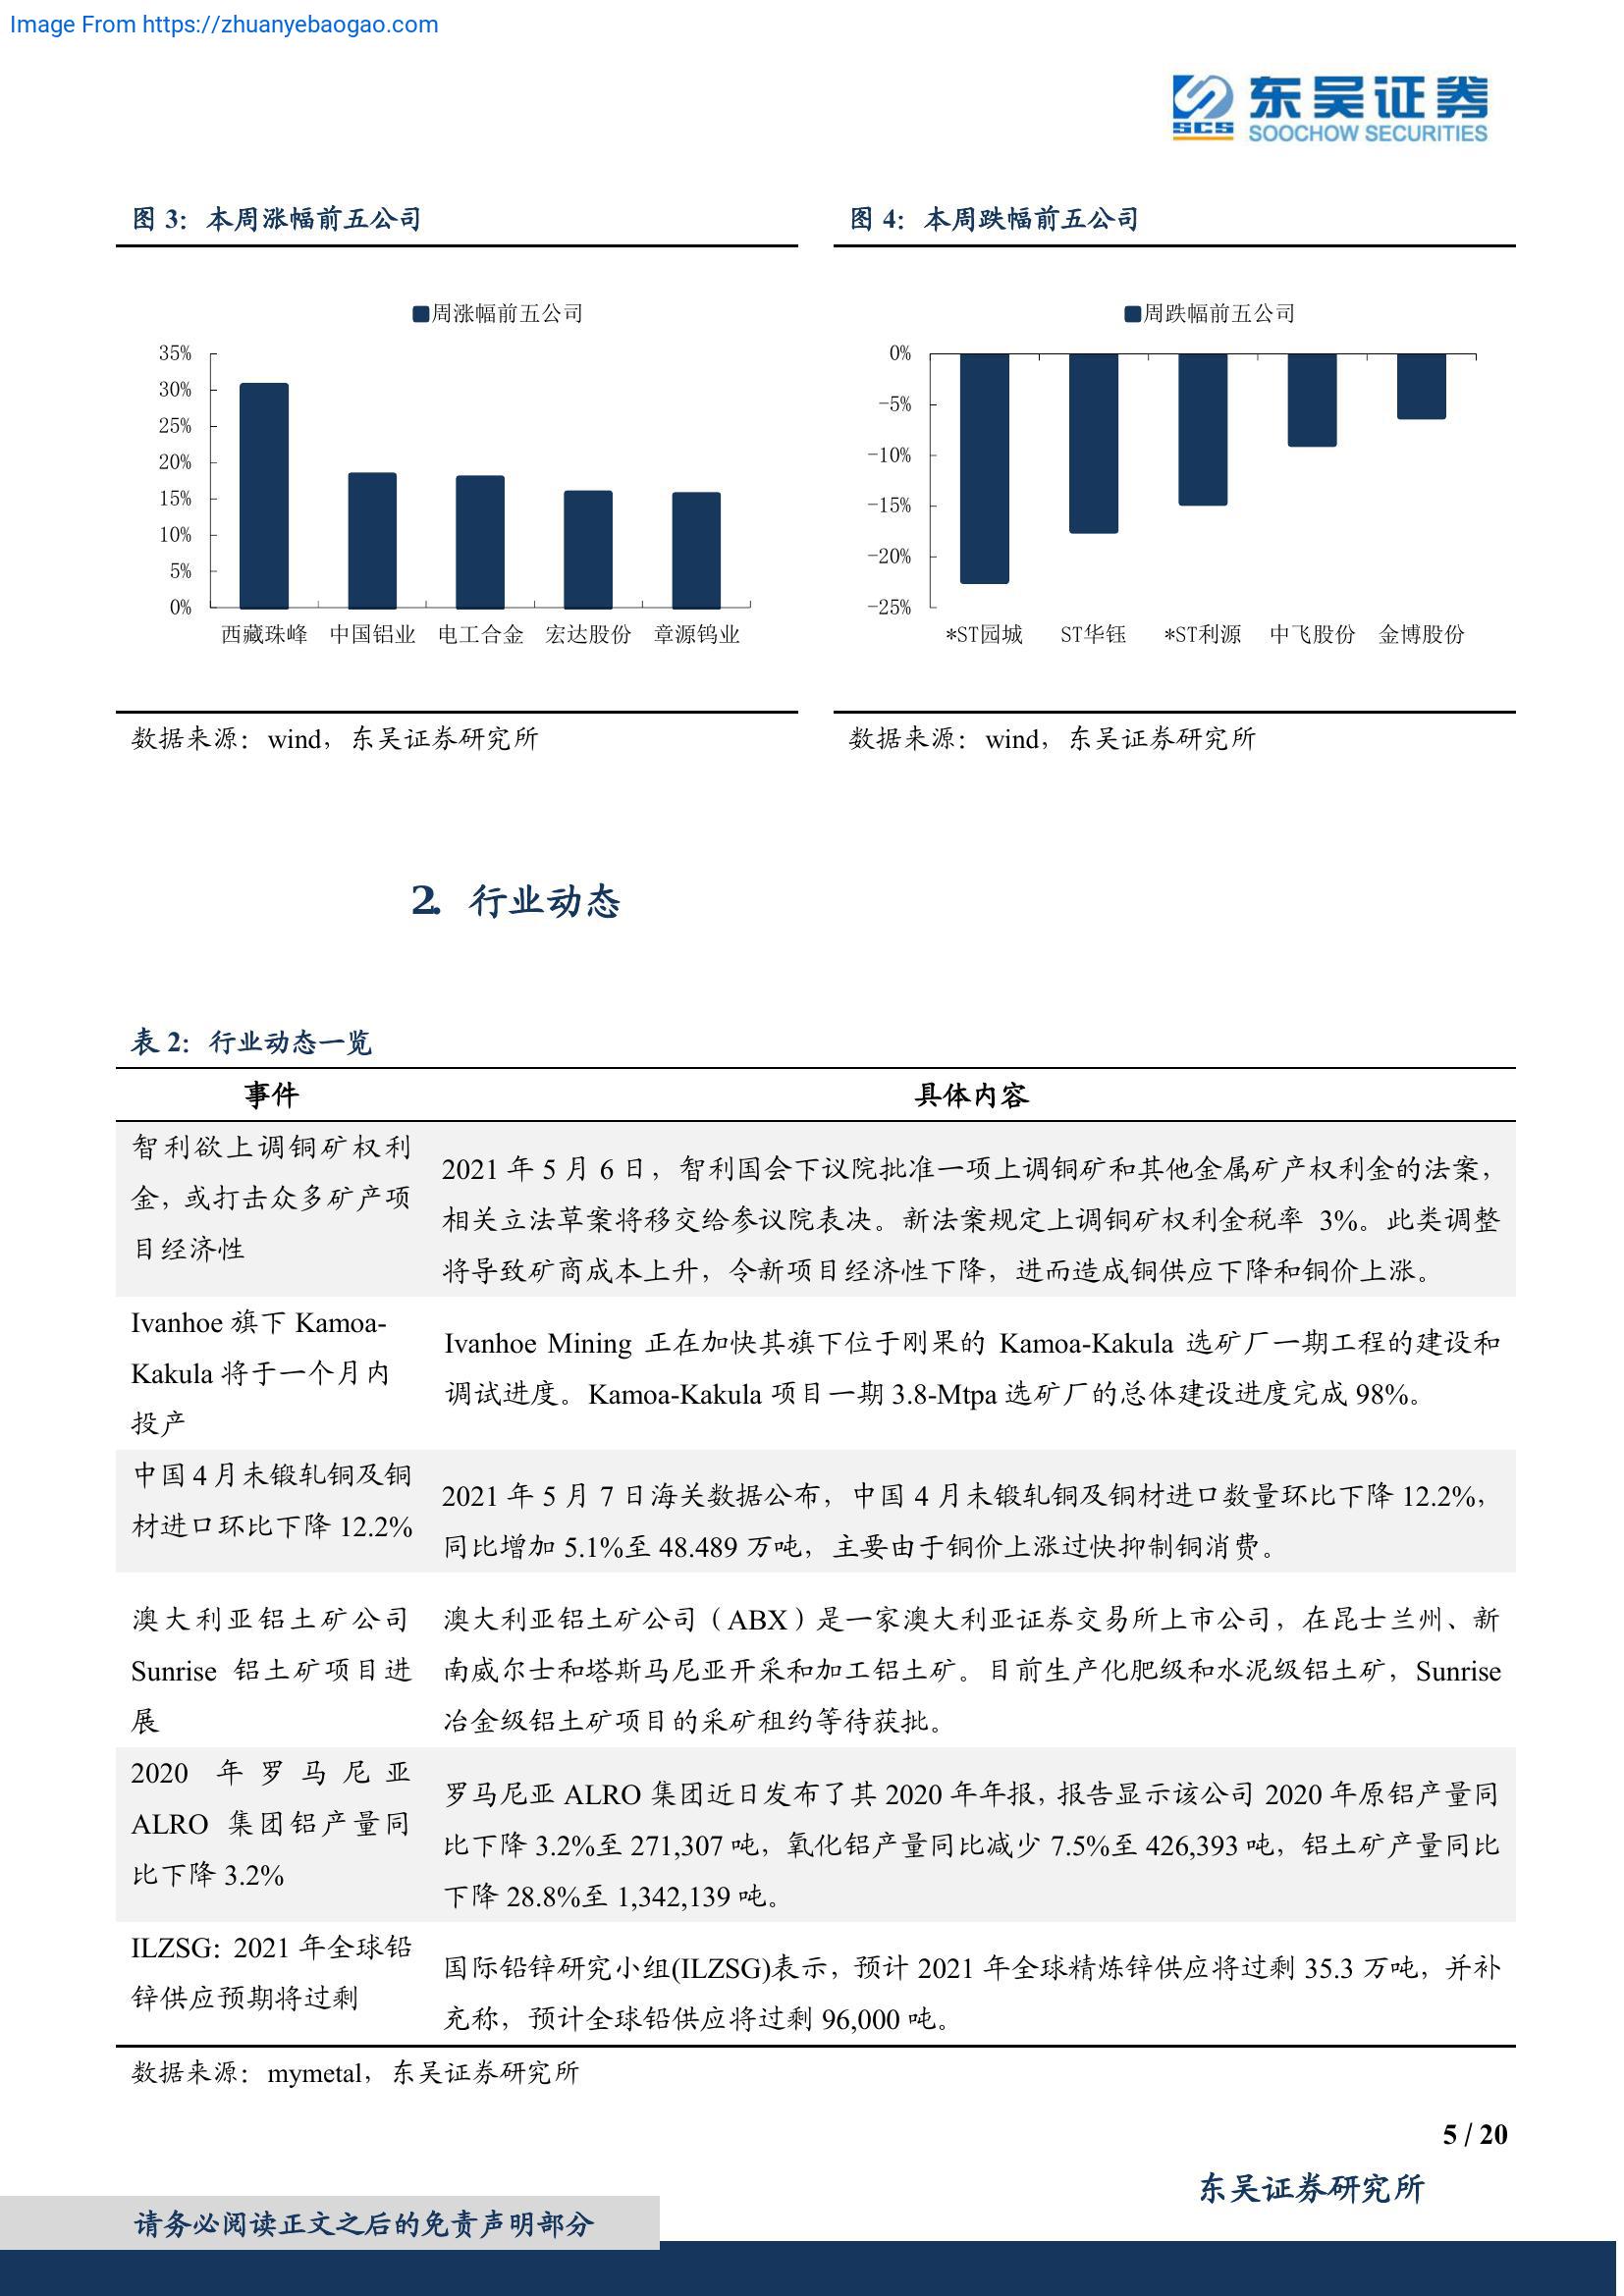 Image From https://zhuanyebaogao.com
SCS
东吴证券
SOOCHOW SECURITIES
图 3：本周涨幅前五公司
周涨幅前五公司
35%
30%
25%
20%
15%
10%
5%
0%
西藏珠峰 中国铝业 电工合金 宏达股份 章源钨业
数据来源：wind，东吴证券研究所
图 4：本周跌幅前五公司
周跌幅前五公司
0%
-5%
-10%
-15%
-20%
-25%
*ST园城 ST华钰 *ST利源 中飞股份 金博股份
数据来源：wind，东吴证券研究所
2. 行业动态
表 2：行业动态一览
事件 具体内容
智利欲上调铜矿权利
金，或打击众多矿产项
目经济性
2021 年 5 月 6 日，智利国会下议院批准一项上调铜矿和其他金属矿产权利金的法案，
相关立法草案将移交给参议院表决。新法案规定上调铜矿权利金税率 3%。此类调整
将导致矿商成本上升，令新项目经济性下降，进而造成铜供应下降和铜价上涨。
Ivanhoe 旗下 Kamoa-
Kakula 将于一个月内
投产
Ivanhoe Mining 正在加快其旗下位于刚果的 Kamoa-Kakula 选矿厂一期工程的建设和
调试进度。Kamoa-Kakula 项目一期 3.8-Mtpa 选矿厂的总体建设进度完成 98%。
中国 4 月未锻轧铜及铜
材进口环比下降 12.2%
2021 年 5 月 7 日海关数据公布，中国 4 月未锻轧铜及铜材进口数量环比下降 12.2%，
同比增加 5.1%至 48.489 万吨，主要由于铜价上涨过快抑制铜消费。
澳大利亚铝土矿公司
Sunrise 铝土矿项目进
展
澳大利亚铝土矿公司（ABX）是一家澳大利亚证券交易所上市公司，在昆士兰州、新
南威尔士和塔斯马尼亚开采和加工铝土矿。目前生产化肥级和水泥级铝土矿，Sunrise
冶金级铝土矿项目的采矿租约等待获批。
2020 年罗马尼亚
ALRO 集团铝产量同
比下降 3.2%
罗马尼亚 ALRO 集团近日发布了其 2020 年年报，报告显示该公司 2020 年原铝产量同
比下降 3.2%至 271,307 吨，氧化铝产量同比减少 7.5%至 426,393 吨，铝土矿产量同比
下降 28.8%至 1,342,139 吨。
ILZSG: 2021 年全球铅
锌供应预期将过剩
国际铅锌研究小组(ILZSG)表示，预计 2021 年全球精炼锌供应将过剩 35.3 万吨，并补
充称，预计全球铅供应将过剩 96,000 吨。
数据来源：mymetal，东吴证券研究所
5 / 20
东吴证券研究所
请务必阅读正文之后的免责声明部分